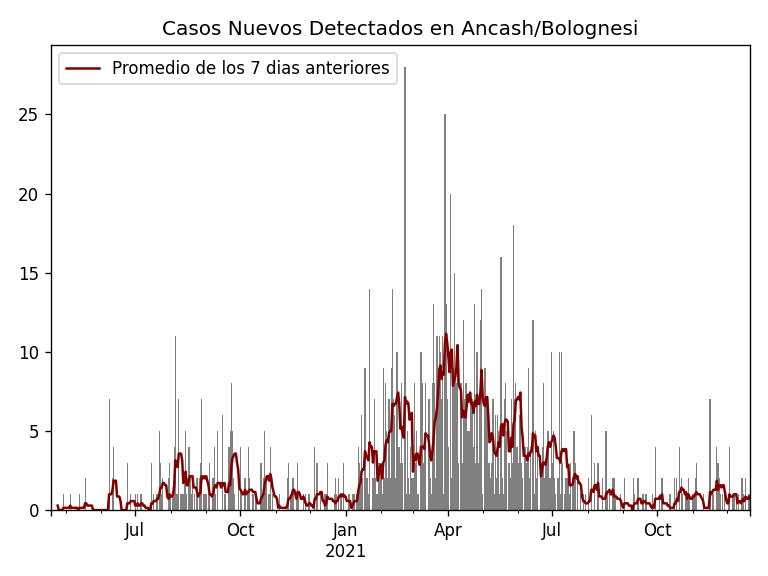 Casos Nuevos Detectados en Ancash/Bolognesi
Promedio de los 7 dias anteriores
25
20
15
10
5
0
Jul
Oct
Jan
2021
Apr
Jul
Oct